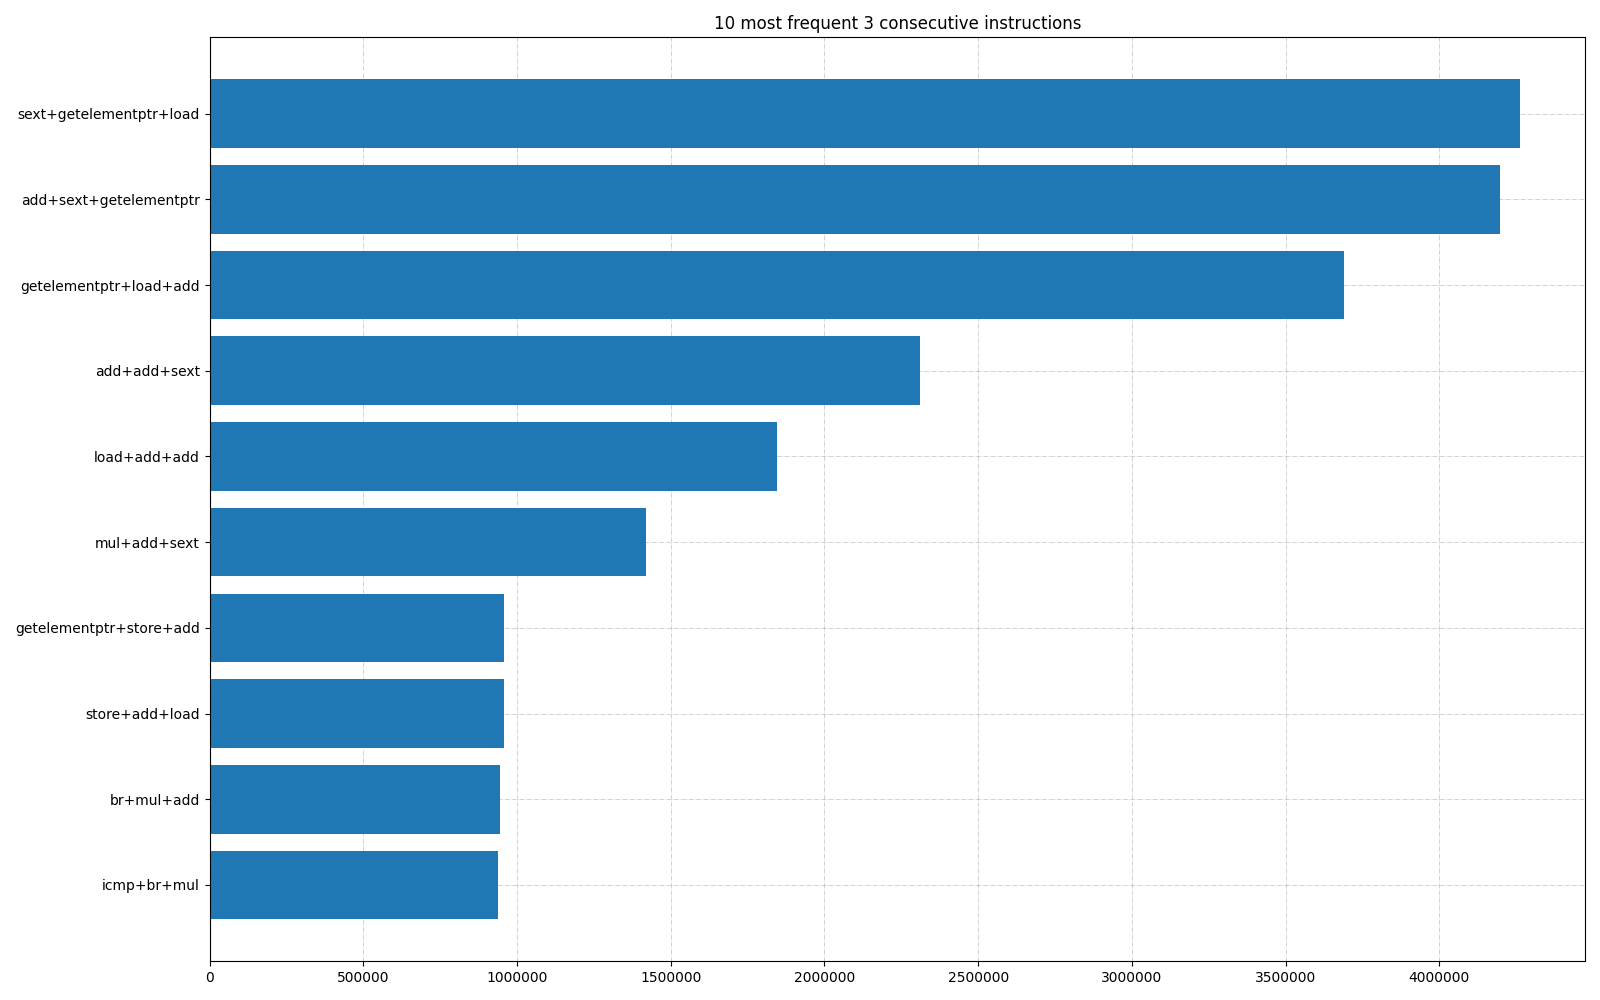 10 most frequent 3 consecutive instructions
sext+getelementptr+load
add+sext+getelementptr
getelementptr+load+add
add+add+sext
load+add+add
mul+add+sext
getelementptr+store+add
store+add+load
br+mul+add
icmp+br+mul
0 500000 1000000 1500000 2000000 2500000 3000000 3500000 4000000